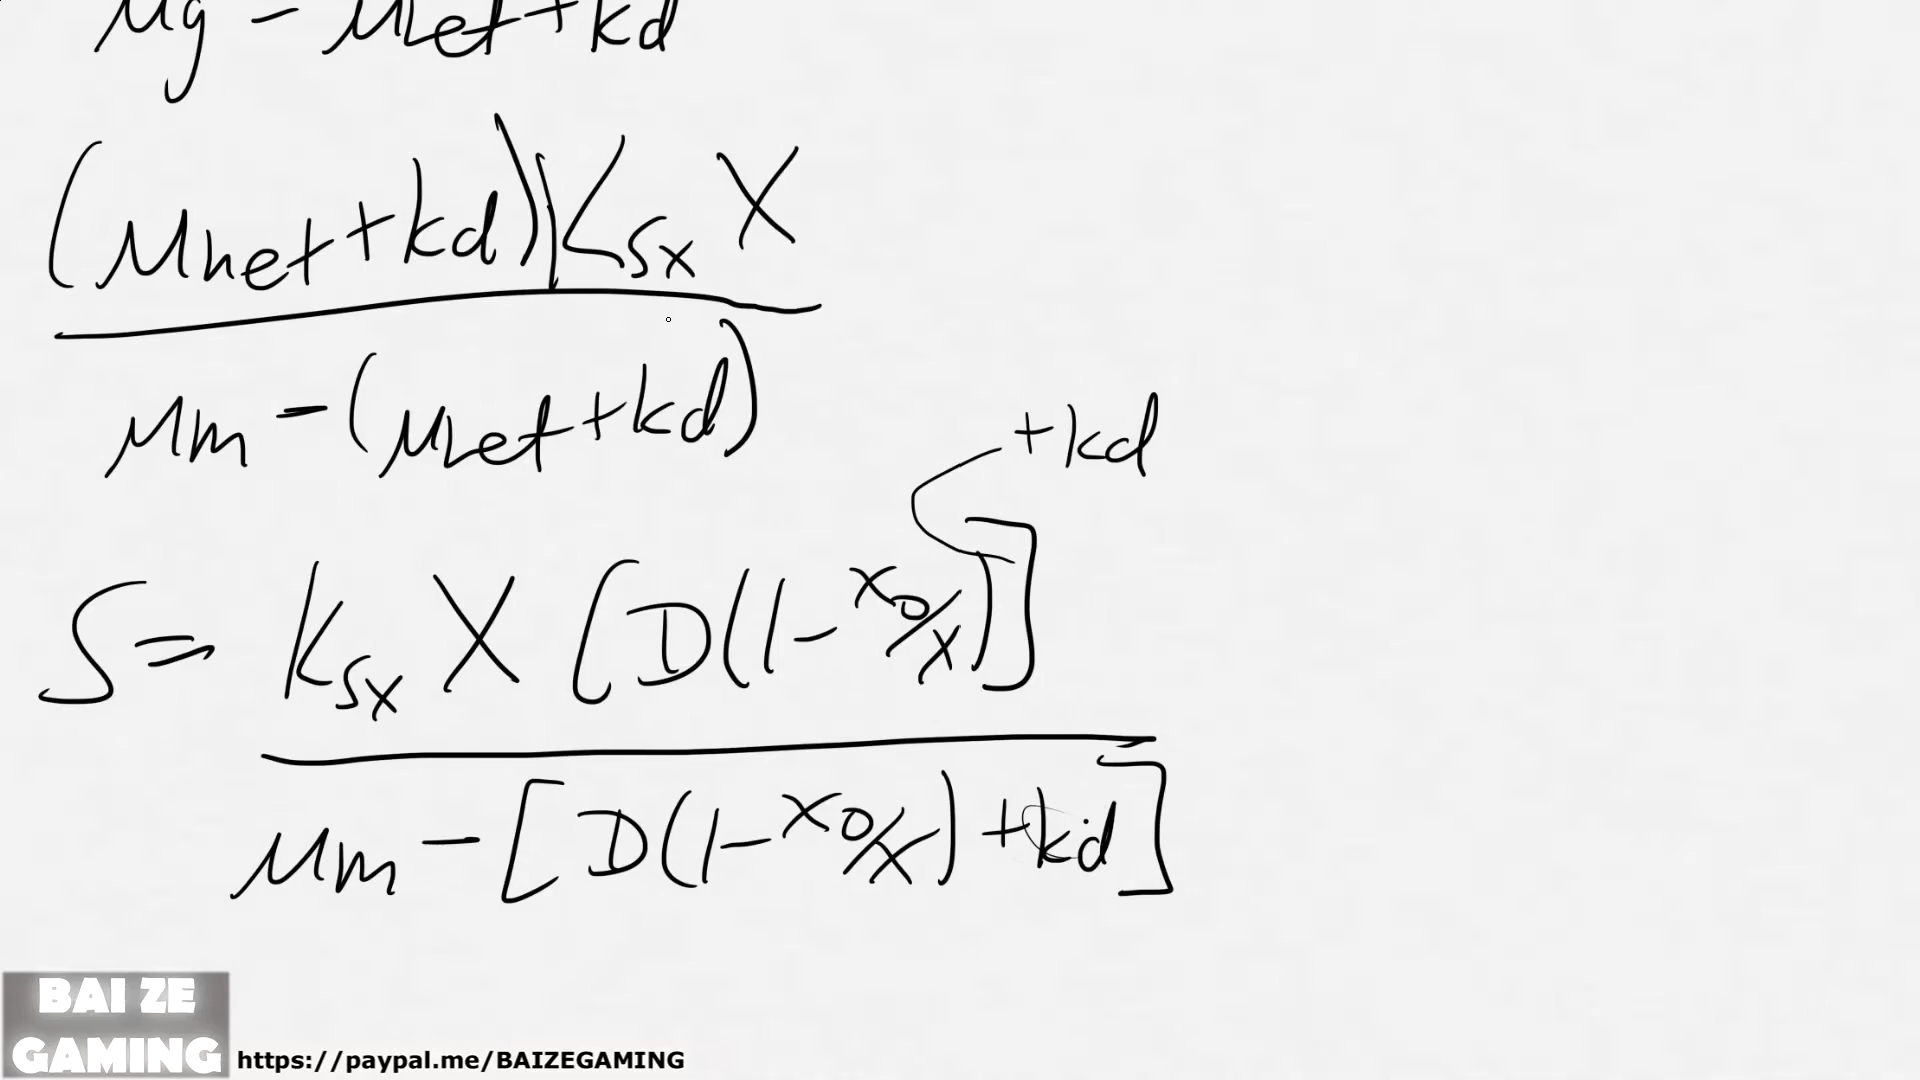 μg = μnet + kd
(μnet + kd) Ksx X
μm - (μnet + kd)
+kd
S = Ksx X [D(1 - X0/X)]
μm - [D(1 - X0/X) + kd]
BAI ZE
GAMING
https://paypal.me/BAIZEGAMING